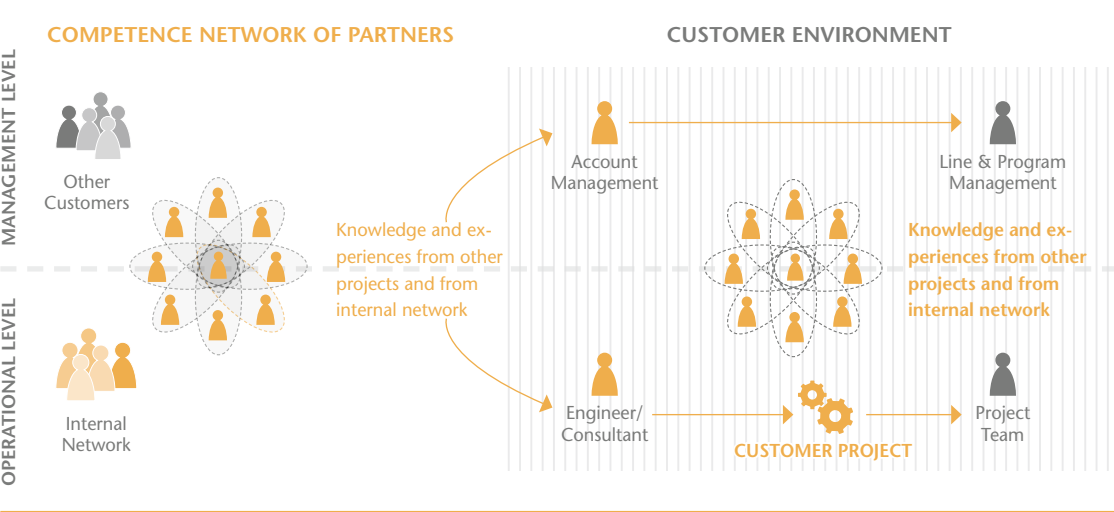 COMPETENCE NETWORK OF PARTNERS
CUSTOMER ENVIRONMENT
MANAGEMENT LEVEL
OPERATIONAL LEVEL
Other
Customers
Internal
Network
Knowledge and ex-
periences from other
projects and from
internal network
Account
Management
Line & Program
Management
Knowledge and ex-
periences from other
projects and from
internal network
Engineer/
Consultant
CUSTOMER PROJECT
Project
Team